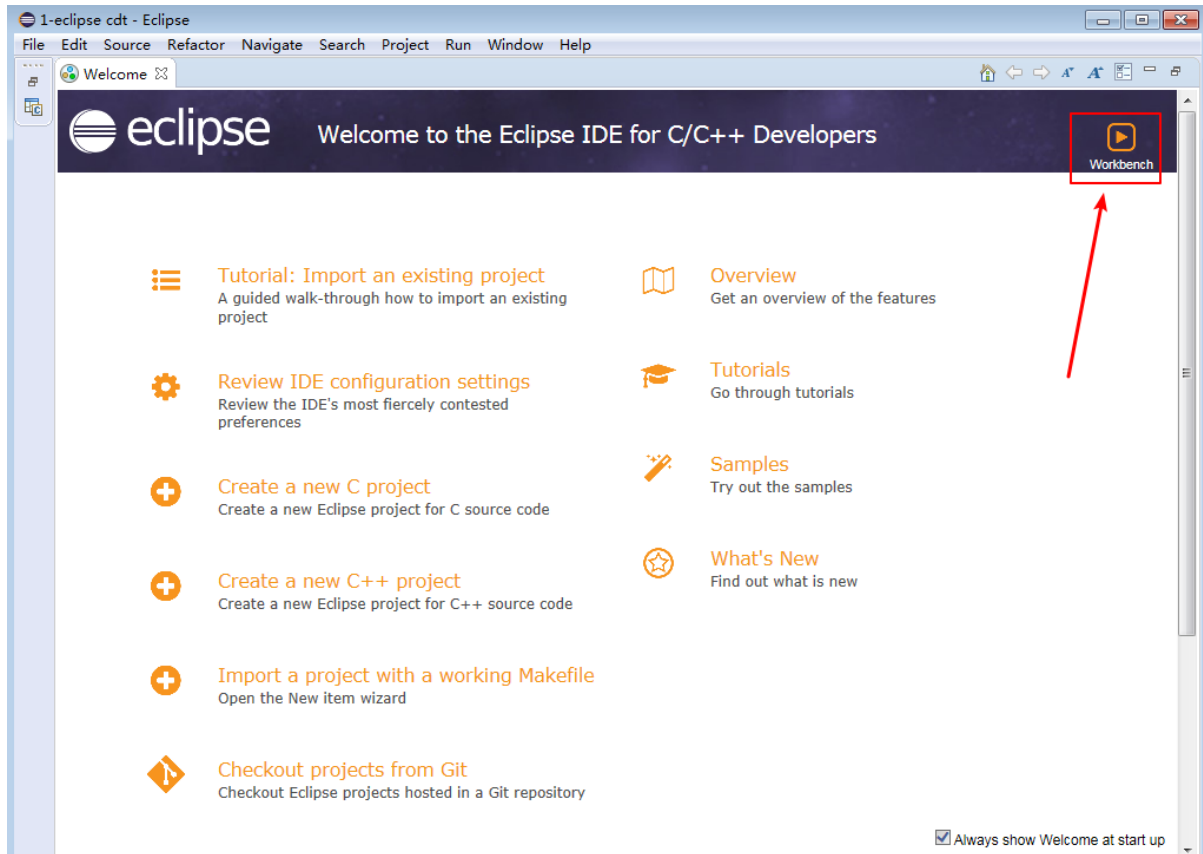 1-eclipse cdt - Eclipse
File Edit Source Refactor Navigate Search Project Run Window Help
Welcome
eclipse
Welcome to the Eclipse IDE for C/C++ Developers
Workbench
Tutorial: Import an existing project
A guided walk-through how to import an existing
project
Review IDE configuration settings
Review the IDE's most fiercely contested
preferences
Create a new C project
Create a new Eclipse project for C source code
Create a new C++ project
Create a new Eclipse project for C++ source code
Import a project with a working Makefile
Open the New item wizard
Checkout projects from Git
Checkout Eclipse projects hosted in a Git repository
Overview
Get an overview of the features
Tutorials
Go through tutorials
Samples
Try out the samples
What's New
Find out what is new
Always show Welcome at start up